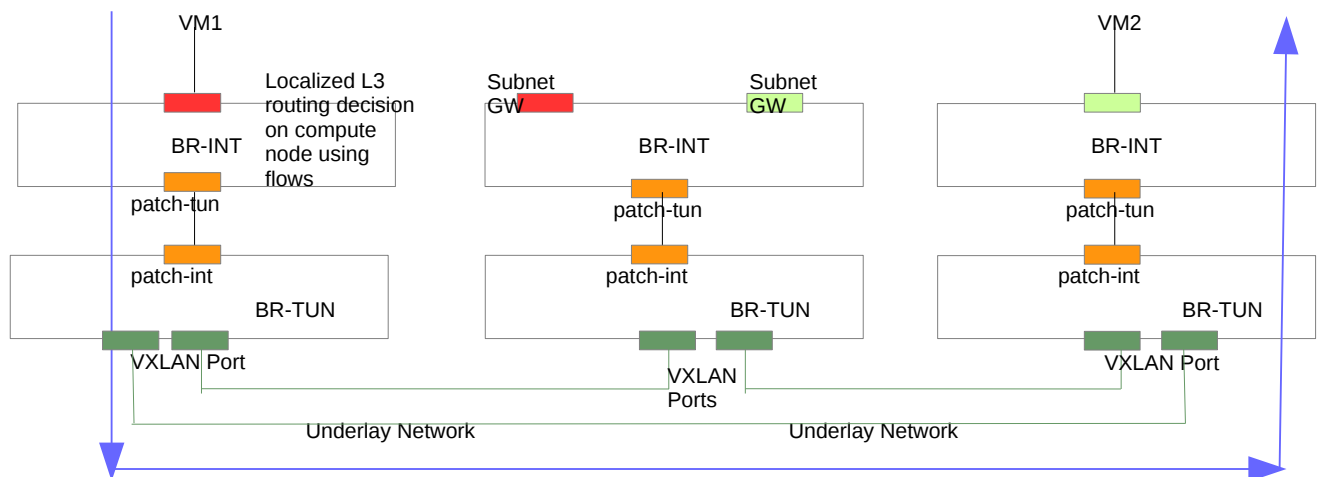 VM1
VM2
Localized L3
routing decision
on compute
node using
flows
Subnet
GW
Subnet
GW
BR-INT
BR-INT
BR-INT
patch-tun
patch-tun
patch-tun
patch-int
patch-int
patch-int
BR-TUN
BR-TUN
BR-TUN
VXLAN Port
VXLAN
Ports
VXLAN Port
Underlay Network
Underlay Network